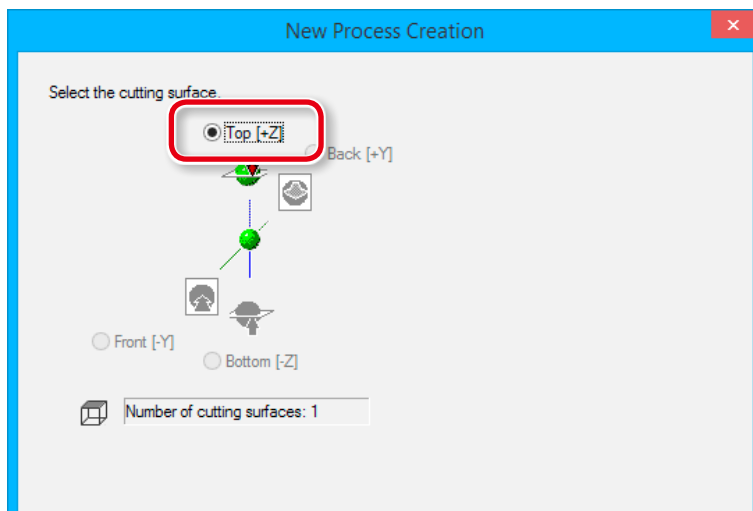 New Process Creation
Select the cutting surface.
Top [+Z]
Back [+Y]
Front [-Y]
Bottom [-Z]
Number of cutting surfaces: 1